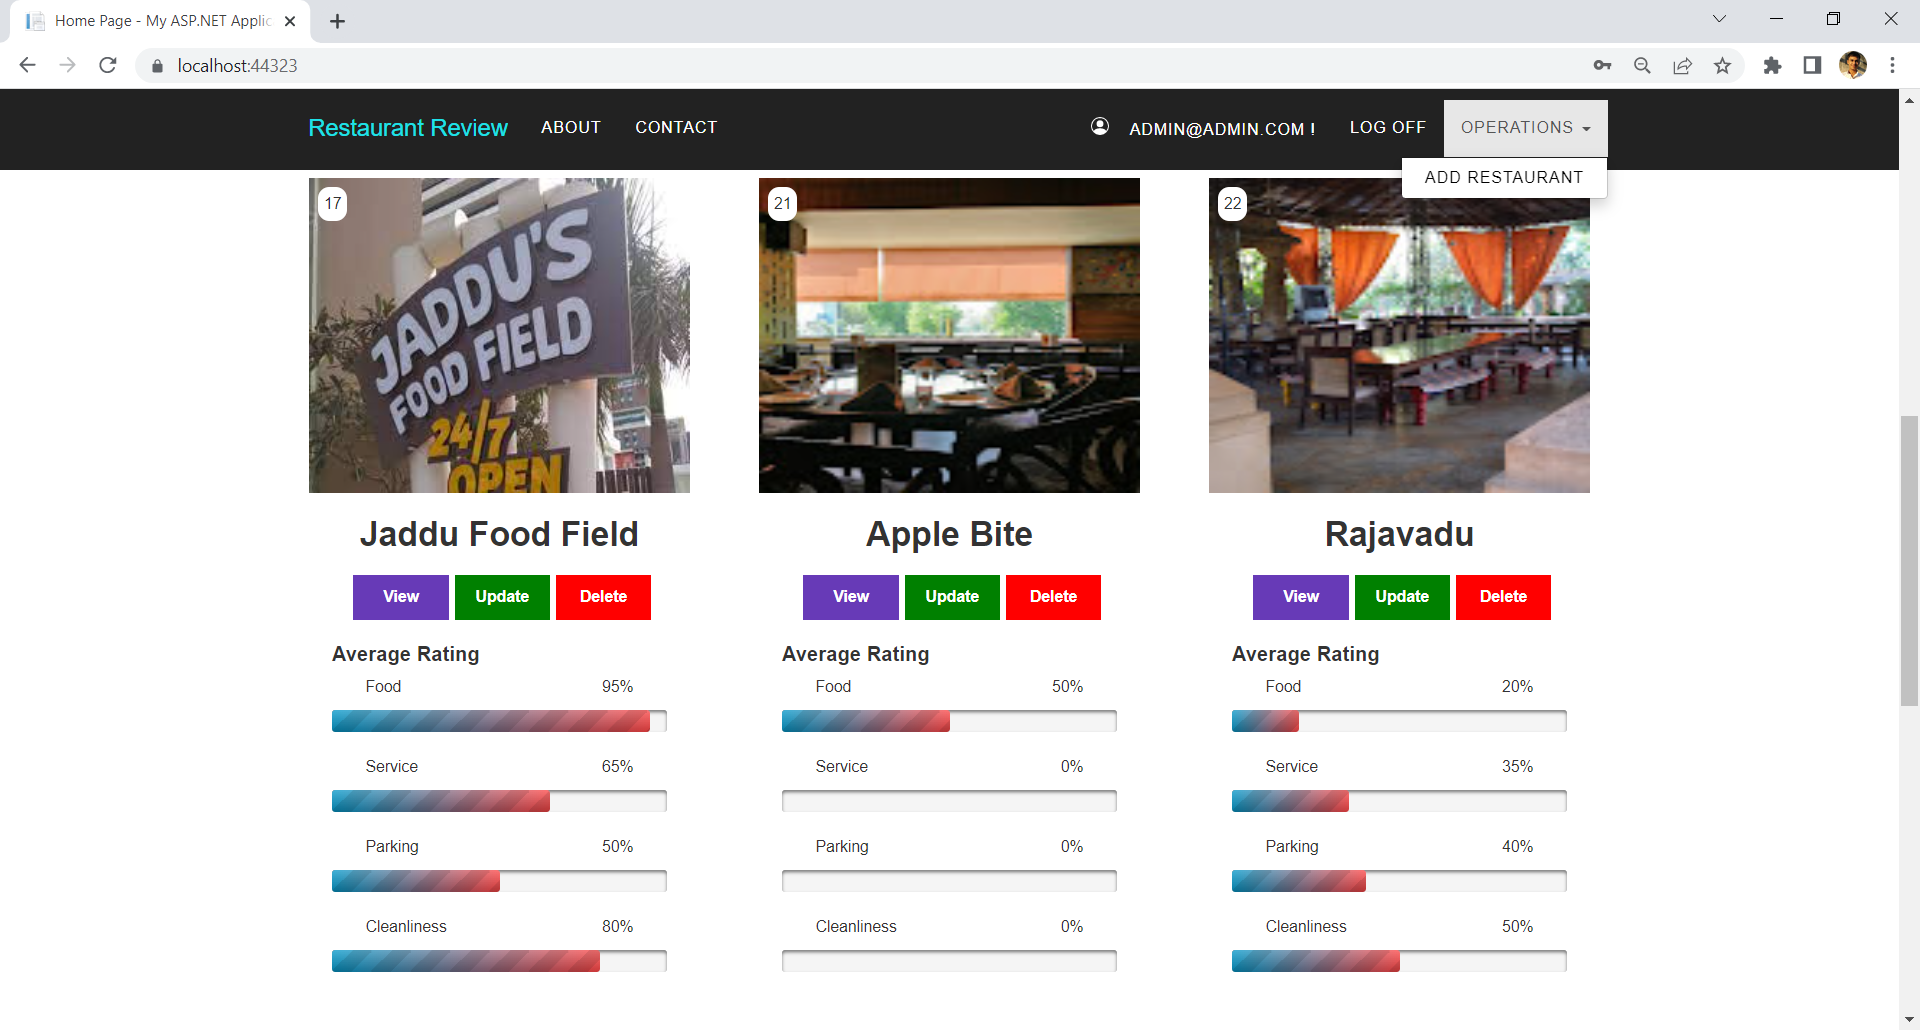 Home Page - My ASP.NET Applic
localhost:44323
Restaurant Review ABOUT CONTACT ADMIN@ADMIN.COM ! LOG OFF OPERATIONS
ADD RESTAURANT
17
JADDU'S
FOOD FIELD
24/7
OPEN
21
22
Jaddu Food Field
Apple Bite
Rajavadu
View Update Delete
View Update Delete
View Update Delete
Average Rating
Food 95%
Service 65%
Parking 50%
Cleanliness 80%
Average Rating
Food 50%
Service 0%
Parking 0%
Cleanliness 0%
Average Rating
Food 20%
Service 35%
Parking 40%
Cleanliness 50%